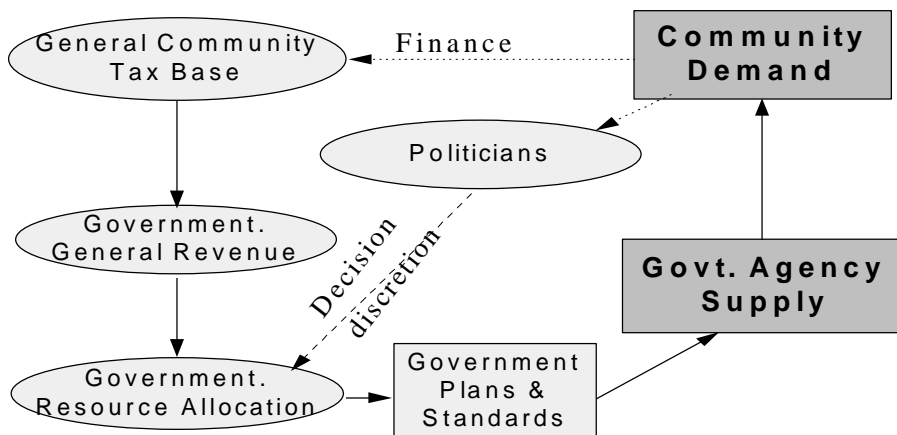 General Community
Tax Base
Finance
Community
Demand
Politicians
Government.
General Revenue
Decision
discretion
Govt. Agency
Supply
Government.
Resource Allocation
Government
Plans &
Standards